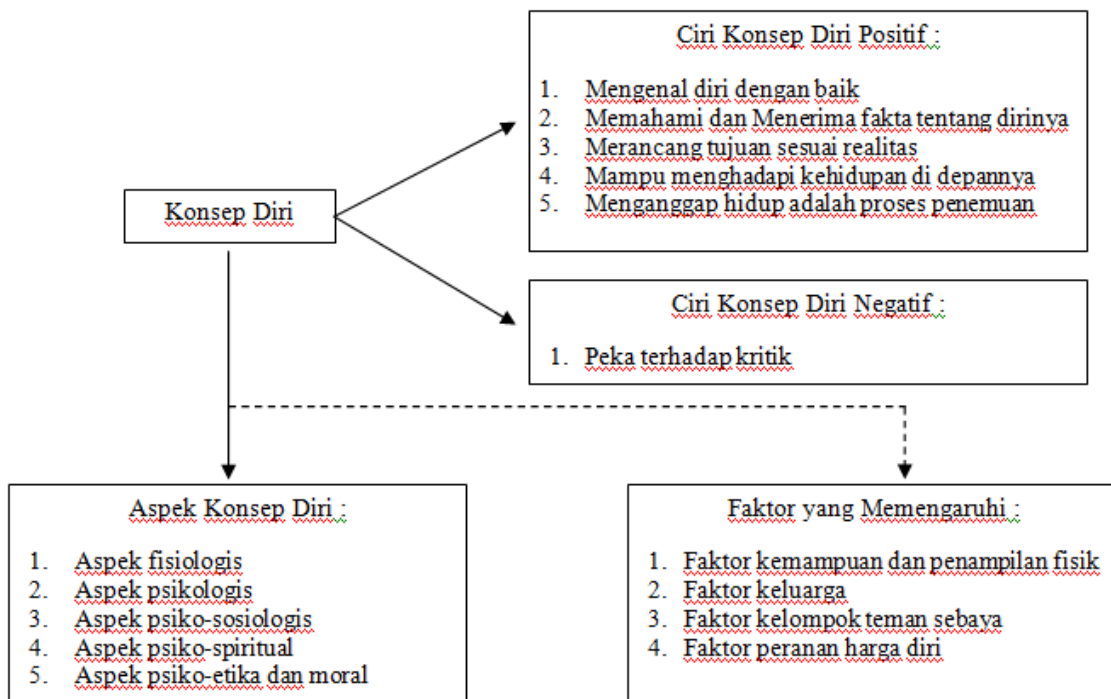 Ciri Konsep Diri Positif :
1. Mengenal diri dengan baik
2. Memahami dan Menerima fakta tentang dirinya
3. Merancang tujuan sesuai realitas
4. Mampu menghadapi kehidupan di depannya
5. Menganggap hidup adalah proses penemuan
Konsep Diri
Ciri Konsep Diri Negatif :
1. Peka terhadap kritik
Aspek Konsep Diri :
1. Aspek fisiologis
2. Aspek psikologis
3. Aspek psiko-sosiologis
4. Aspek psiko-spiritual
5. Aspek psiko-etika dan moral
Faktor yang Memengaruhi :
1. Faktor kemampuan dan penampilan fisik
2. Faktor keluarga
3. Faktor kelompok teman sebaya
4. Faktor peranan harga diri